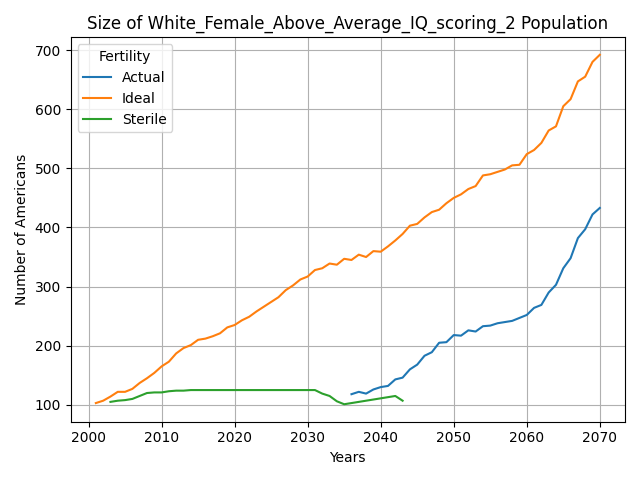 Size of White_Female_Above_Average_IQ_scoring_2 Population
Fertility
Actual
Ideal
Sterile
700
600
500
400
300
200
100
Number of Americans
2000 2010 2020 2030 2040 2050 2060 2070
Years